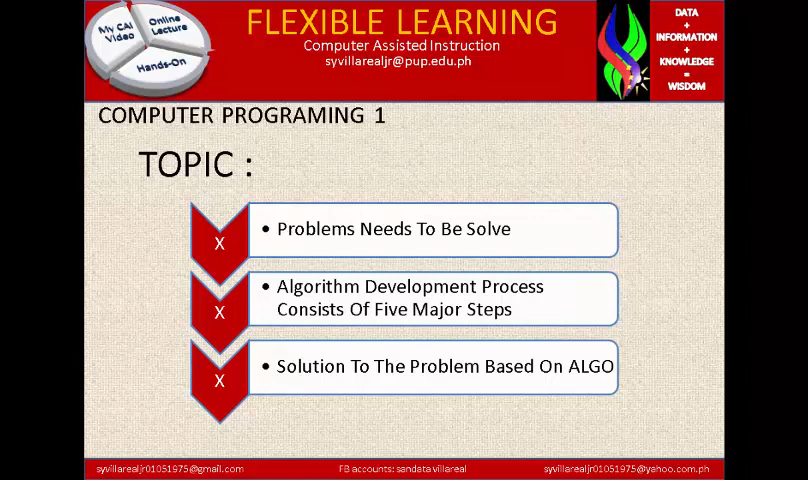 My CAI
Video
Online
Lecture
Hands-On
FLEXIBLE LEARNING
Computer Assisted Instruction
syvillarealjr@pup.edu.ph
DATA
+
INFORMATION
+
KNOWLEDGE
=
WISDOM
COMPUTER PROGRAMING 1
TOPIC :
X
• Problems Needs To Be Solve
X
• Algorithm Development Process
Consists Of Five Major Steps
X
• Solution To The Problem Based On ALGO
syvillarealjr01051975@gmail.com
FB accounts: sandata villareal
syvillarealjr01051975@yahoo.com.ph